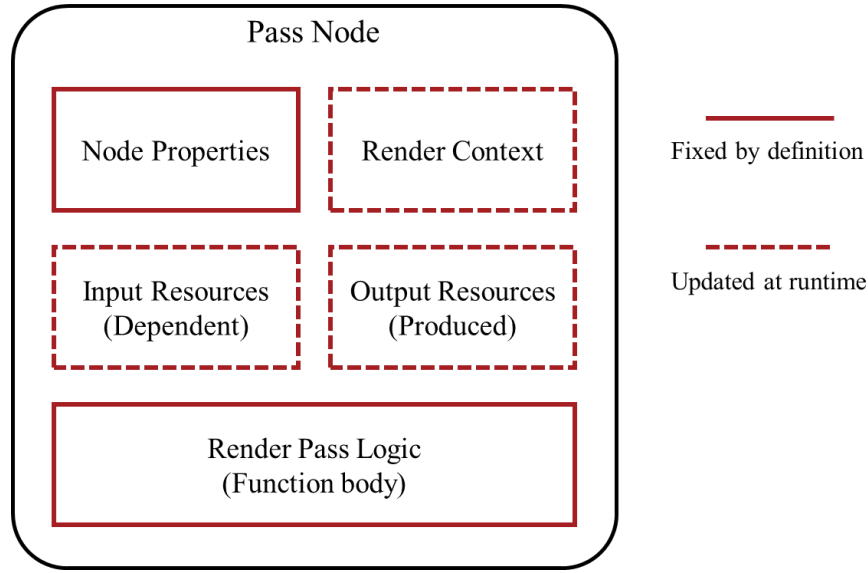 Pass Node
Node Properties
Render Context
Input Resources
(Dependent)
Output Resources
(Produced)
Render Pass Logic
(Function body)
Fixed by definition
Updated at runtime